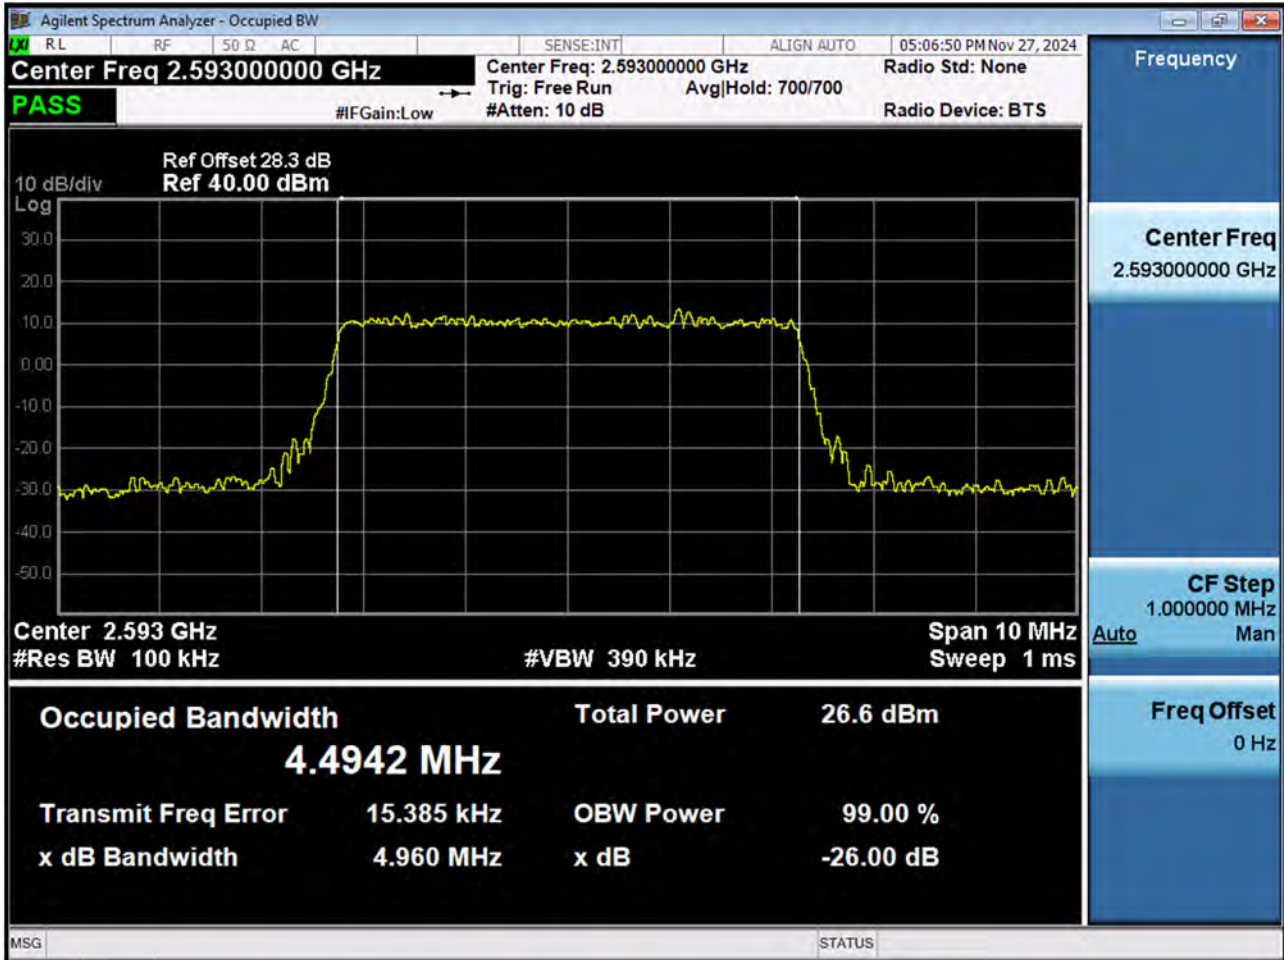 Agilent Spectrum Analyzer - Occupied BW
LXI RL RF 50 Ω AC SENSE:INT ALIGN AUTO 05:06:50 PM Nov 27, 2024
Center Freq 2.593000000 GHz
Center Freq: 2.593000000 GHz
Radio Std: None
Trig: Free Run
Avg|Hold: 700/700
PASS
#IFGain:Low
#Atten: 10 dB
Radio Device: BTS
Ref Offset 28.3 dB
10 dB/div Ref 40.00 dBm
Log
30.0
20.0
10.0
0.00
-10.0
-20.0
-30.0
-40.0
-50.0
Center 2.593 GHz
Span 10 MHz
#Res BW 100 kHz
#VBW 390 kHz
Sweep 1 ms
Occupied Bandwidth
Total Power 26.6 dBm
4.4942 MHz
Transmit Freq Error 15.385 kHz
OBW Power 99.00 %
x dB Bandwidth 4.960 MHz
x dB -26.00 dB
MSG
STATUS
Frequency
Center Freq
2.593000000 GHz
CF Step
1.000000 MHz
Auto Man
Freq Offset
0 Hz